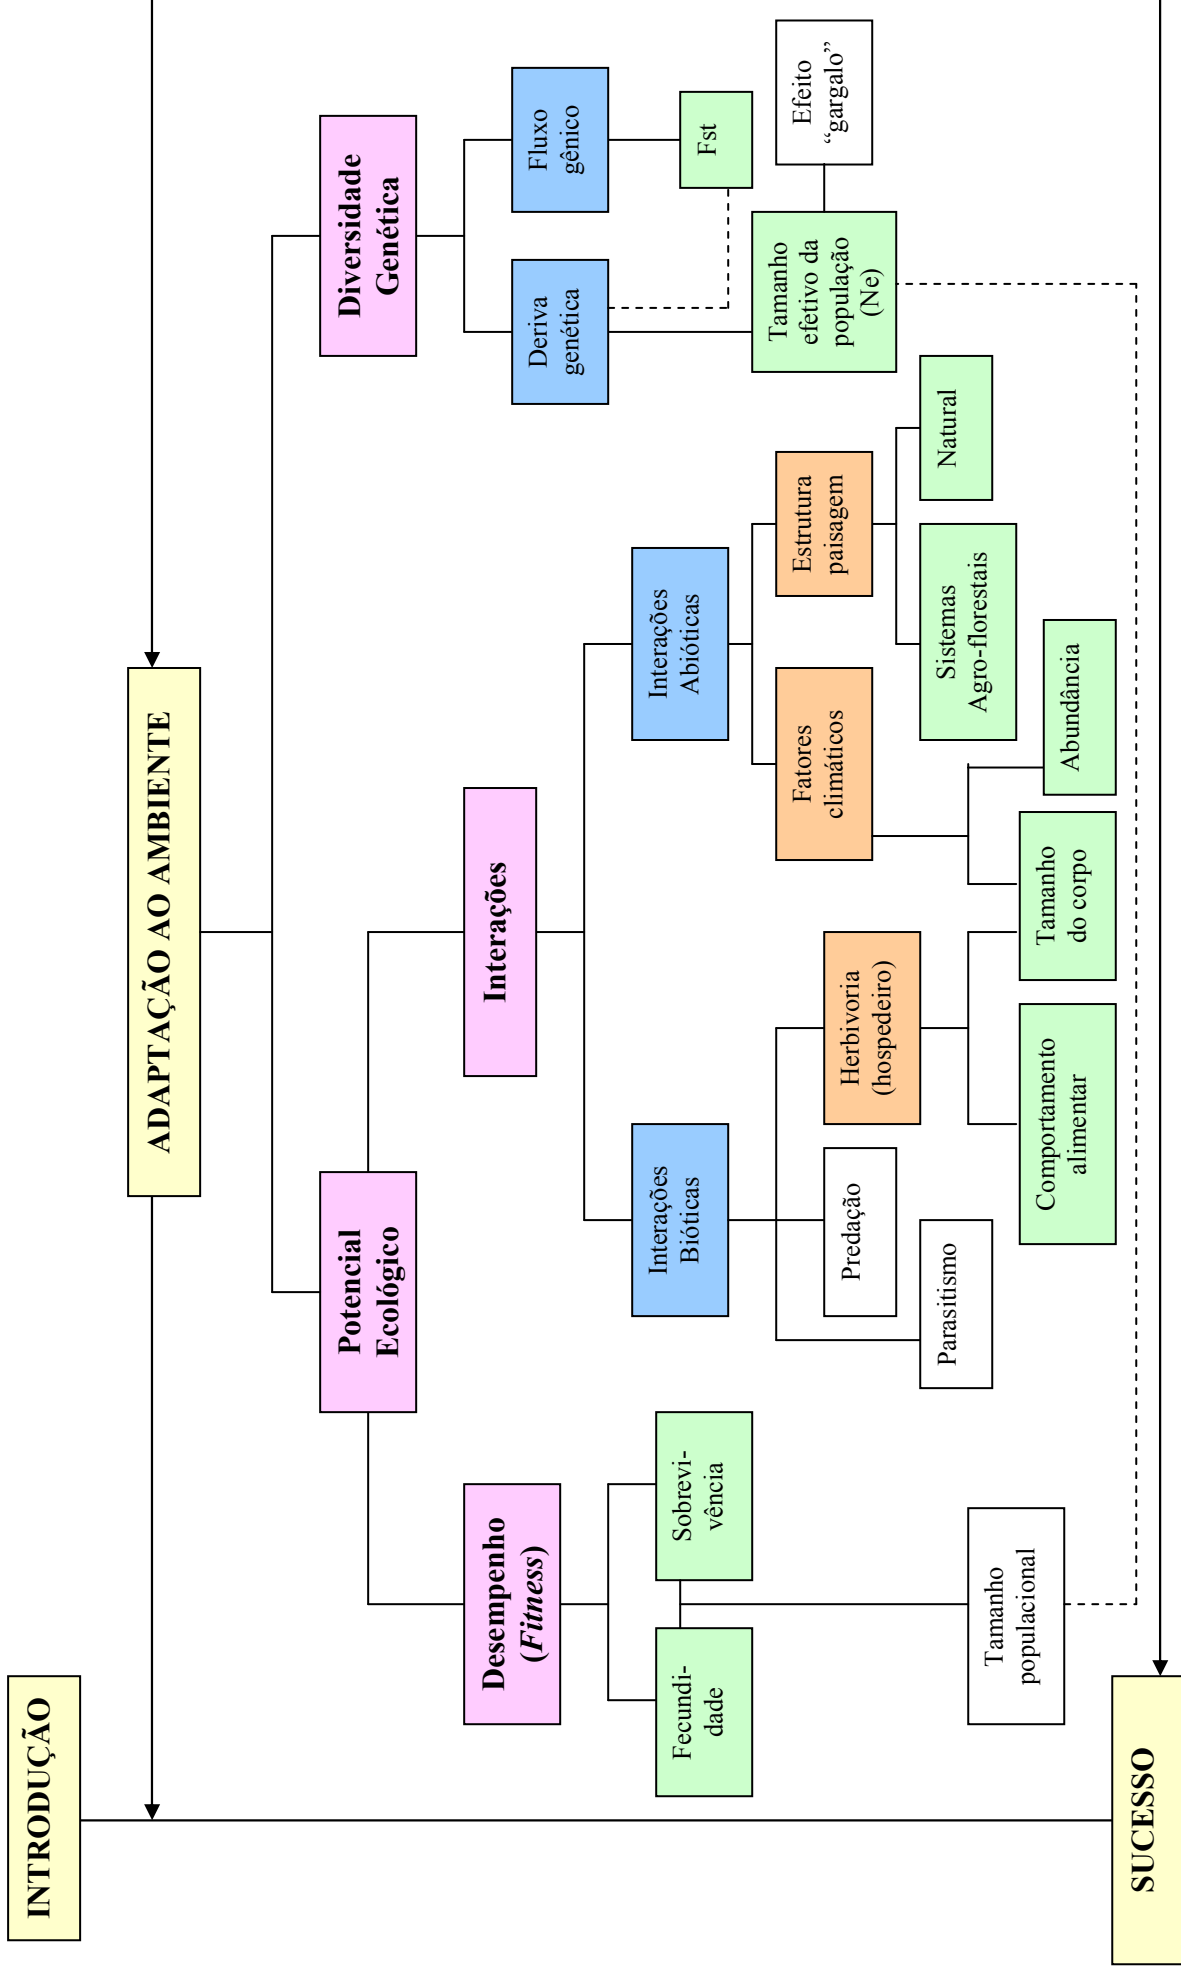 INTRODUÇÃO
ADAPTAÇÃO AO AMBIENTE
Potencial
Ecológico
Diversidade
Genética
Desempenho
(Fitness)
Interações
Deriva
genética
Fluxo
gênico
Fecundi-
dade
Sobrevi-
vência
Interações
Bióticas
Interações
Abióticas
Fst
Tamanho
efetivo da
população
(Ne)
Efeito
“gargalo”
Parasitismo
Predação
Herbivoria
(hospedeiro)
Fatores
climáticos
Estrutura
paisagem
Sistemas
Agro-florestais
Natural
Tamanho
populacional
Comportamento
alimentar
Tamanho
do corpo
Abundância
SUCESSO